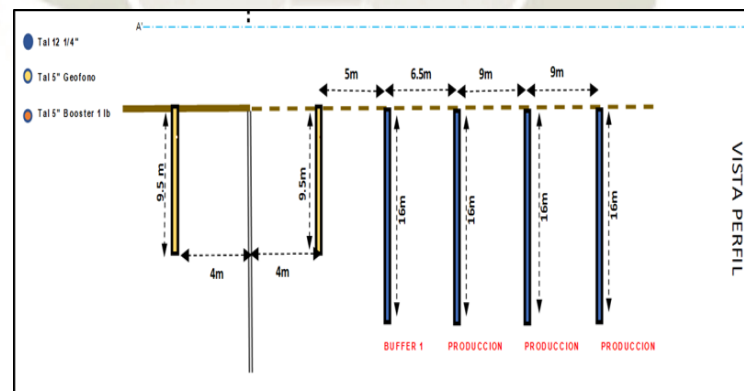 A'
Tal 12 1/4"
Tal 5" Geofono
Tal 5" Booster 1 lb
5m
6.5m
9m
9m
9.5 m
9.5m
16m
16m
16m
16m
4m
4m
BUFFER 1
PRODUCCION
PRODUCCION
PRODUCCION
VISTA PERFIL